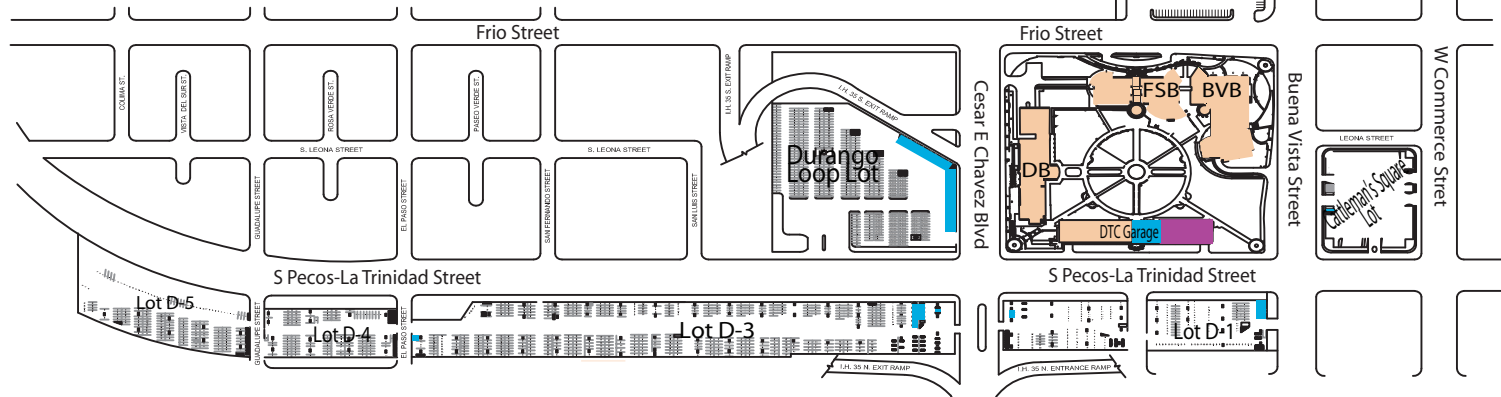 Frio Street
Frio Street
COLIMA ST.
VISTA DEL SUR ST.
ROSA VERDE ST.
PASEO VERDE ST.
I.H. 35 S. EXIT RAMP
I.H. 35 S. EXIT RAMP
Cesar E Chavez Blvd
FSB
BVB
DB
DTC Garage
Buena Vista Street
W Commerce Stret
LEONA STREET
Cattleman's Square
Lot
S. LEONA STREET
S. LEONA STREET
Durango
Loop Lot
GUADALUPE STREET
EL PASO STREET
SAN FERNANDO STREET
SAN LUIS STREET
S Pecos-La Trinidad Street
S Pecos-La Trinidad Street
Lot D-5
GUADALUPE STREET
Lot D-4
EL PASO STREET
Lot D-3
Lot D-1
I.H. 35 N. EXIT RAMP
I.H. 35 N. ENTRANCE RAMP